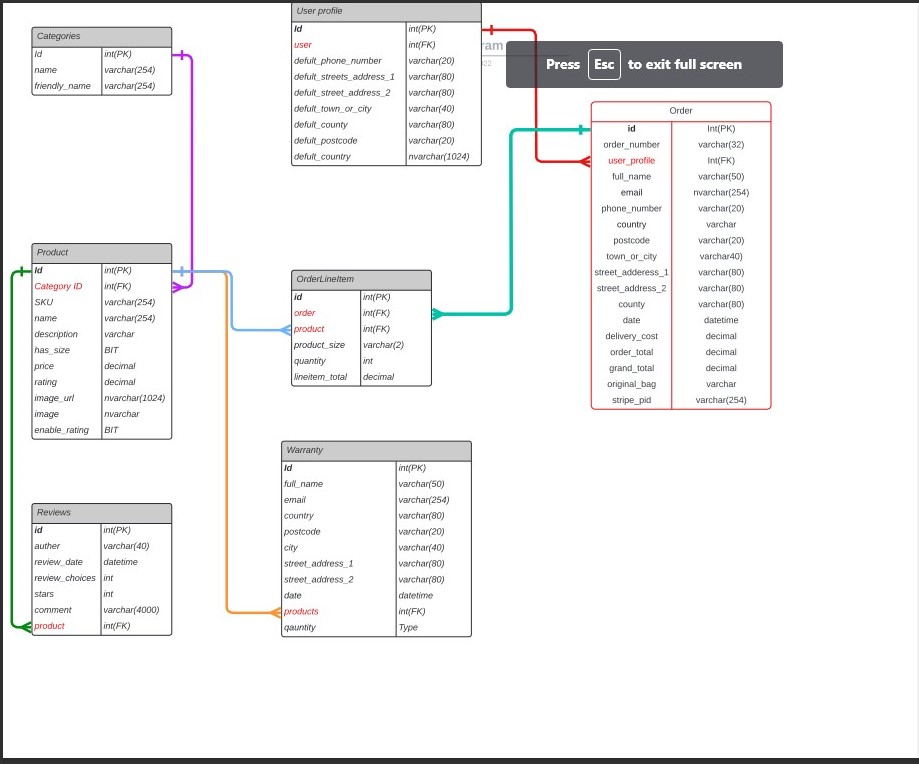 Categories
Id int(PK)
name varchar(254)
friendly_name varchar(254)
User profile
Id int(PK)
user int(FK)
defult_phone_number varchar(20)
defult_streets_address_1 varchar(80)
defult_street_address_2 varchar(80)
defult_town_or_city varchar(40)
defult_county varchar(80)
defult_postcode varchar(20)
defult_country nvarchar(1024)
ram
022
Press Esc to exit full screen
Order
id Int(PK)
order_number varchar(32)
user_profile Int(FK)
full_name varchar(50)
email nvarchar(254)
phone_number varchar(20)
country varchar
postcode varchar(20)
town_or_city varchar40)
street_adderess_1 varchar(80)
street_address_2 varchar(80)
county varchar(80)
date datetime
delivery_cost decimal
order_total decimal
grand_total decimal
original_bag varchar
stripe_pid varchar(254)
Product
Id int(PK)
Category ID int(FK)
SKU varchar(254)
name varchar(254)
description varchar
has_size BIT
price decimal
rating decimal
image_url nvarchar(1024)
image nvarchar
enable_rating BIT
OrderLineItem
id int(PK)
order int(FK)
product int(FK)
product_size varchar(2)
quantity int
lineitem_total decimal
Warranty
Id int(PK)
full_name varchar(50)
email varchar(254)
country varchar(80)
postcode varchar(20)
city varchar(40)
street_address_1 varchar(80)
street_address_2 varchar(80)
date datetime
products int(FK)
qauntity Type
Reviews
id int(PK)
auther varchar(40)
review_date datetime
review_choices int
stars int
comment varchar(4000)
product int(FK)